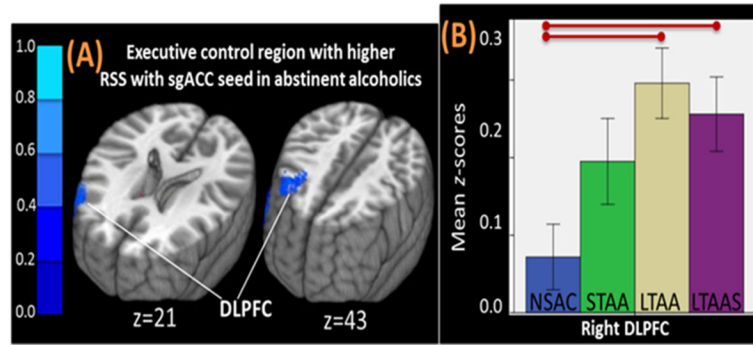 (A)
Executive control region with higher
RSS with sgACC seed in abstinent alcoholics
1.0
0.8
0.6
0.4
0.2
0.0
DLPFC
z=21
z=43
(B)
Mean z-scores
0.3
0.2
0.1
0.0
NSAC STAA LTAA LTAAS
Right DLPFC